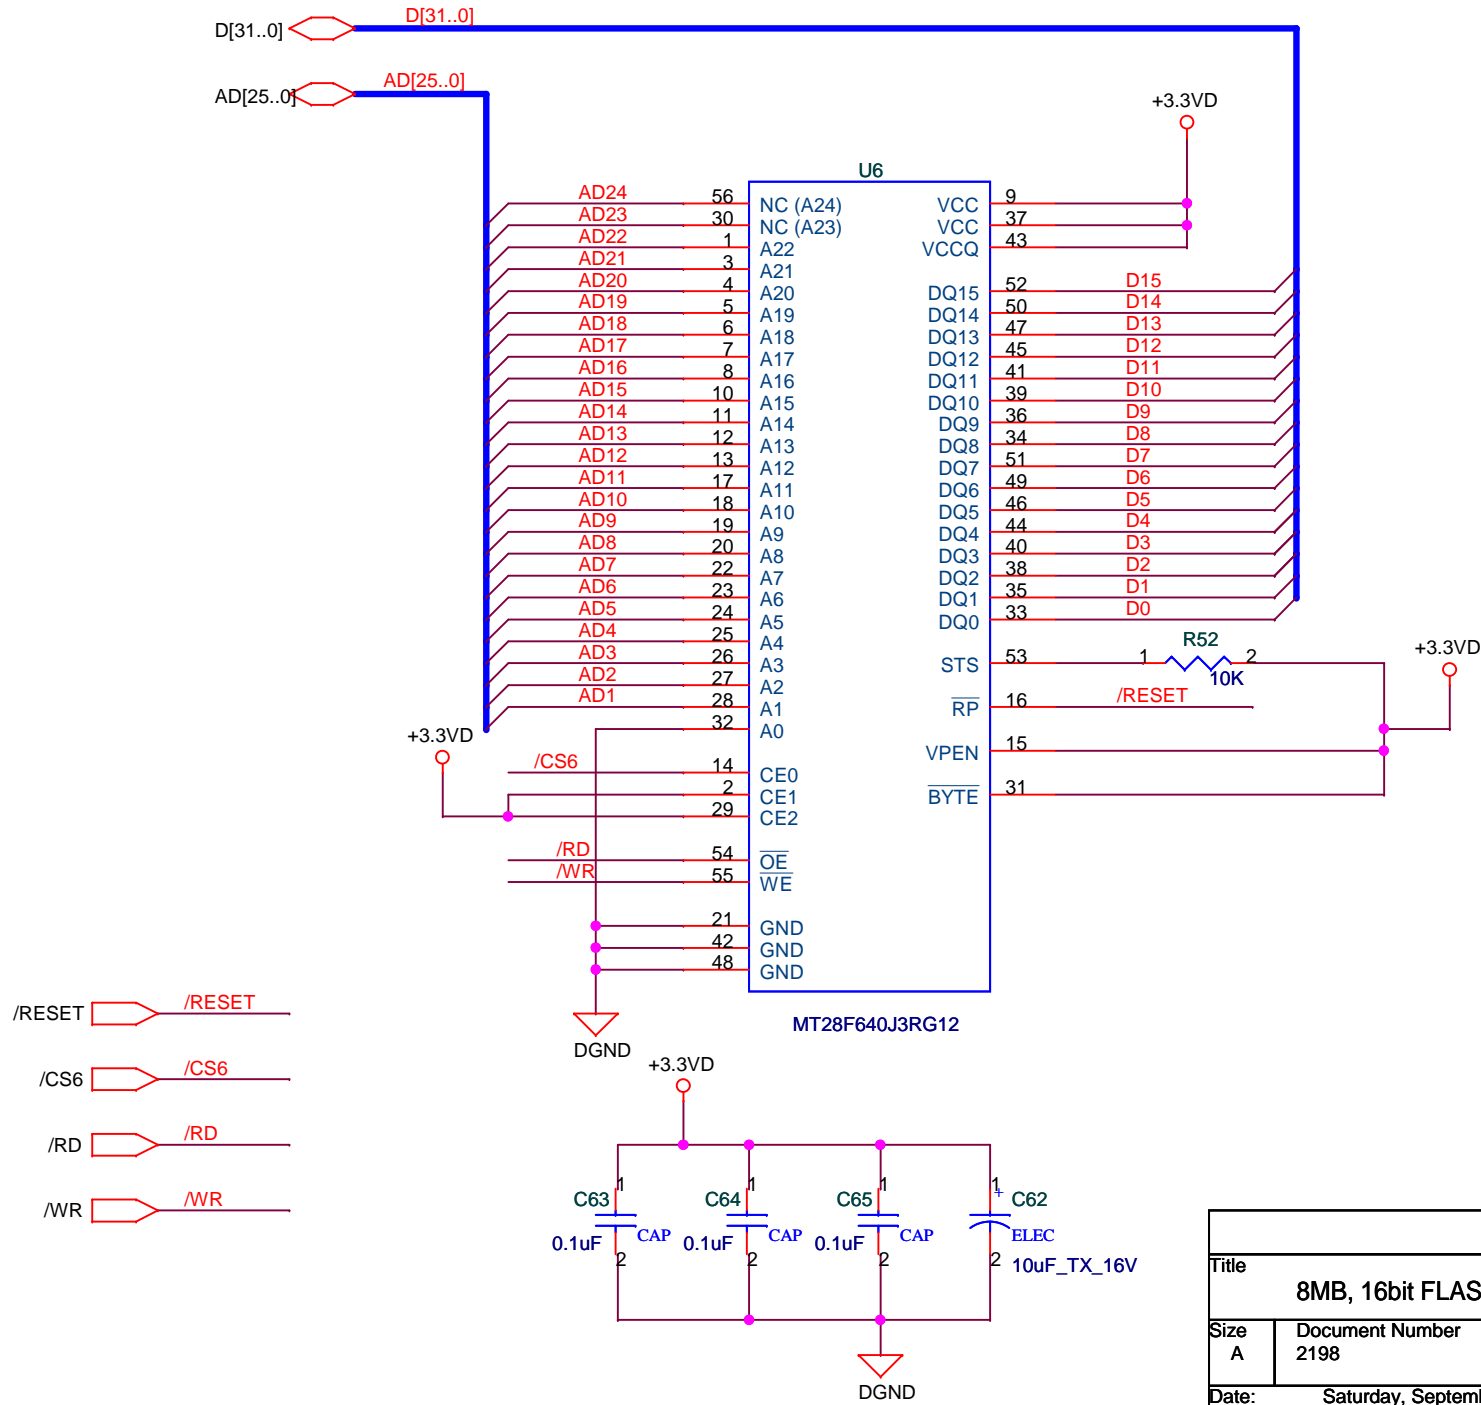 D[31..0] D[31..0]
AD[25..0] AD[25..0]
+3.3VD
U6
AD24 56 NC (A24) VCC 9
AD23 30 NC (A23) VCC 37
AD22 1 A22 VCCQ 43
AD21 3 A21
AD20 4 A20 DQ15 52 D15
AD19 5 A19 DQ14 50 D14
AD18 6 A18 DQ13 47 D13
AD17 7 A17 DQ12 45 D12
AD16 8 A16 DQ11 41 D11
AD15 10 A15 DQ10 39 D10
AD14 11 A14 DQ9 36 D9
AD13 12 A13 DQ8 34 D8
AD12 13 A12 DQ7 51 D7
AD11 17 A11 DQ6 49 D6
AD10 18 A10 DQ5 46 D5
AD9 19 A9 DQ4 44 D4
AD8 20 A8 DQ3 40 D3
AD7 22 A7 DQ2 38 D2
AD6 23 A6 DQ1 35 D1
AD5 24 A5 DQ0 33 D0
AD4 25 A4
AD3 26 A3 STS 53 1 R52 2 +3.3VD
AD2 27 A2 10K
AD1 28 A1 RP 16 /RESET
32 A0
+3.3VD
VPEN 15
/CS6 14 CE0
2 CE1 BYTE 31
29 CE2
/RD 54 OE
/WR 55 WE
21 GND
42 GND
48 GND
MT28F640J3RG12
DGND
/RESET /RESET
/CS6 /CS6
/RD /RD
/WR /WR
+3.3VD
1 1 1 1
C63 C64 C65 + C62
CAP CAP CAP ELEC
0.1uF 0.1uF 0.1uF
2 2 2 2 10uF_TX_16V
DGND
Title
8MB, 16bit FLAS
Size Document Number
A 2198
Date: Saturday, Septem